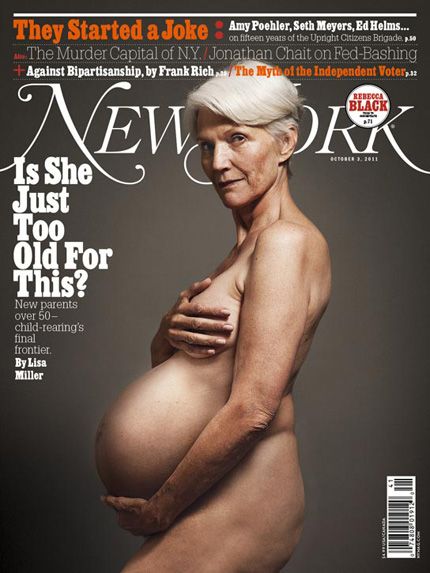 They Started a Joke : Amy Poehler, Seth Meyers, Ed Helms...
on fifteen years of the Upright Citizens Brigade. p.50
Also: The Murder Capital of N.Y. / Jonathan Chait on Fed-Bashing
+ Against Bipartisanship, by Frank Rich / The Myth of the Independent Voter p.32
NEW YORK
REBECCA
BLACK
p.71
OCTOBER 3, 2011
Is She
Just
Too
Old For
This?
New parents
over 50–
child-rearing's
final
frontier.
By Lisa
Miller
41